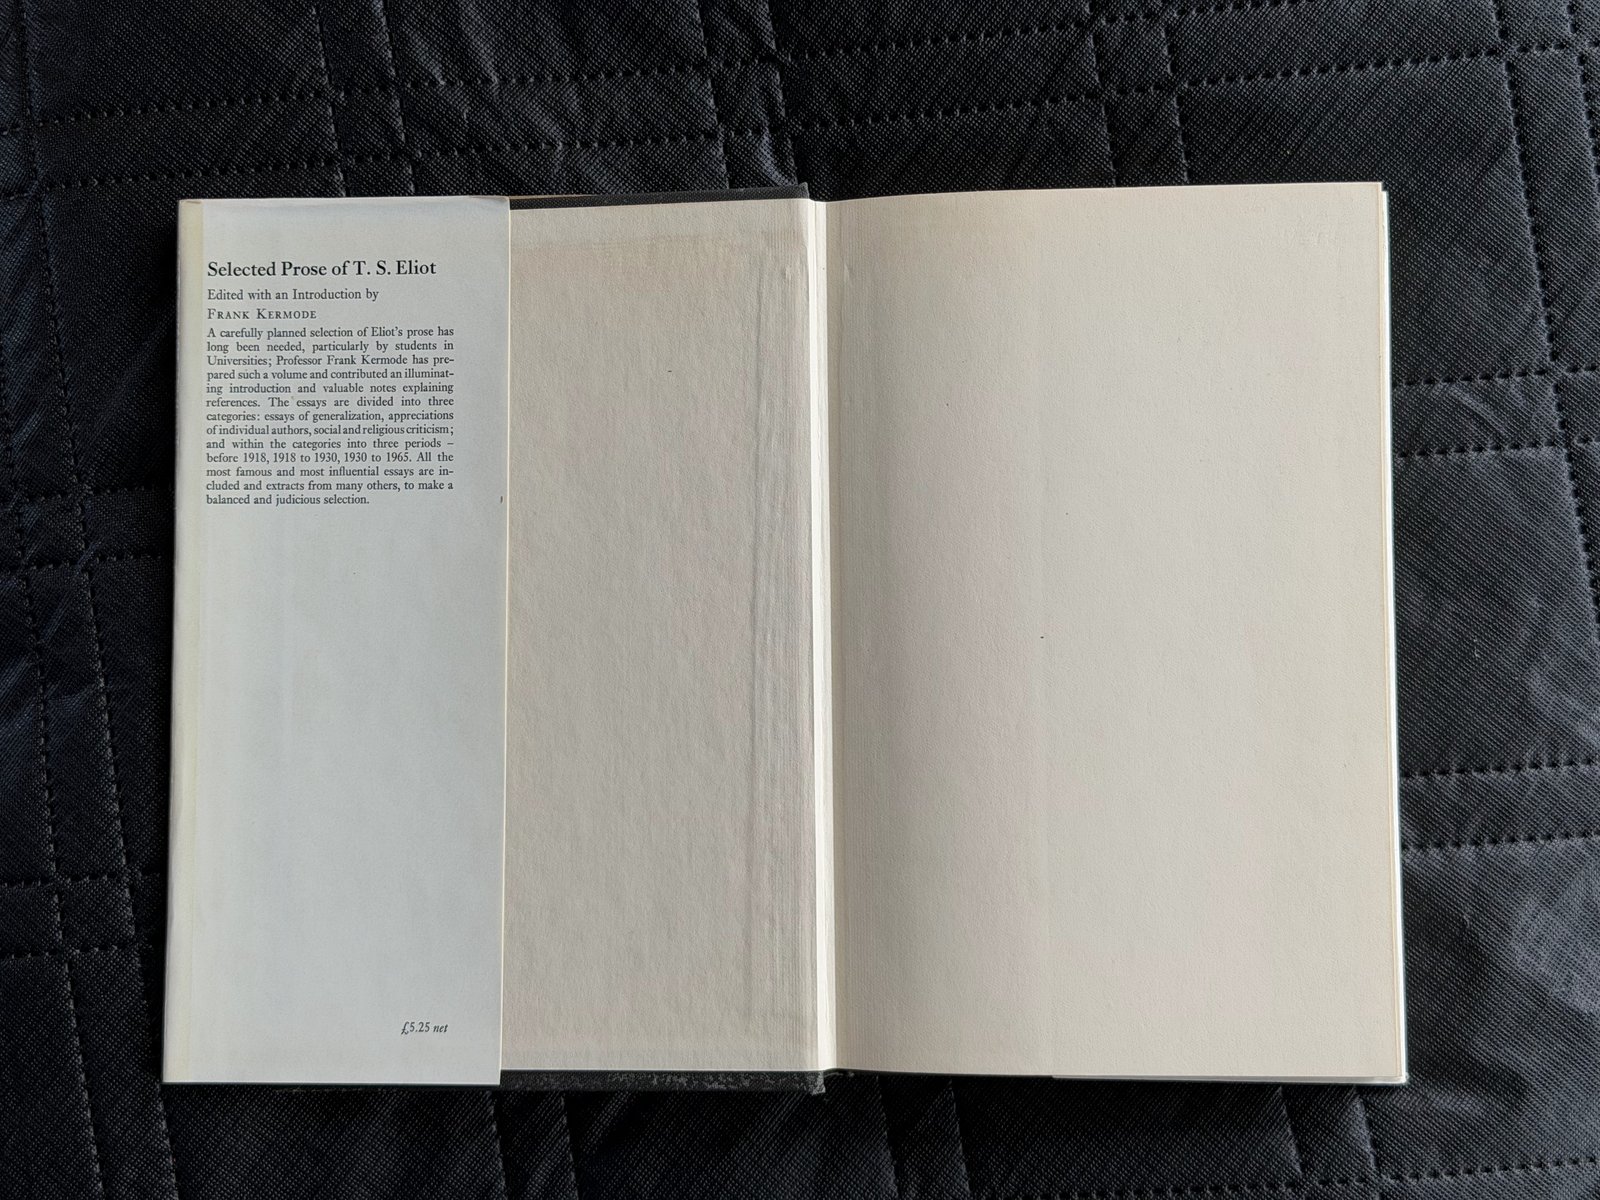 Selected Prose of T. S. Eliot
Edited with an Introduction by
FRANK KERMODE
A carefully planned selection of Eliot's prose has
long been needed, particularly by students in
Universities; Professor Frank Kermode has pre-
pared such a volume and contributed an illuminat-
ing introduction and valuable notes explaining
references. The essays are divided into three
categories: essays of generalization, appreciations
of individual authors, social and religious criticism;
and within the categories into three periods –
before 1918, 1918 to 1930, 1930 to 1965. All the
most famous and most influential essays are in-
cluded and extracts from many others, to make a
balanced and judicious selection.
£5.25 net